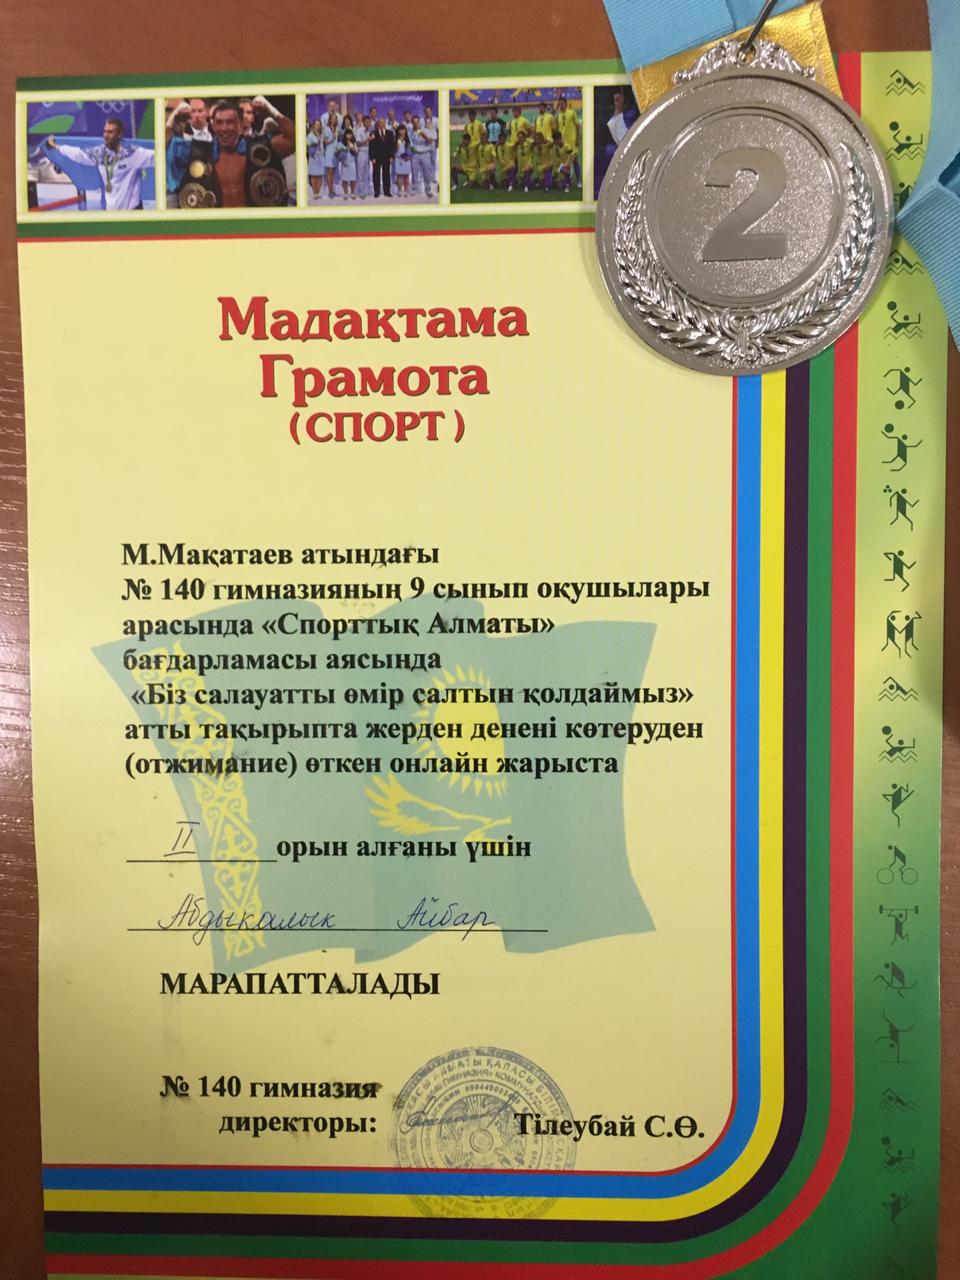 2
Мадақтама
Грамота
(СПОРТ)
М.Мақатаев атындағы
№ 140 гимназияның 9 сынып оқушылары
арасында «Спорттық Алматы»
бағдарламасы аясында
«Біз салауатты өмір салтын қолдаймыз»
атты тақырыпта жерден денені көтеруден
(отжимание) өткен онлайн жарыста
II орын алғаны үшін
Абдыкалык Айбар
МАРАПАТТАЛАДЫ
№ 140 гимназия
директоры: Тілеубай С.Ө.